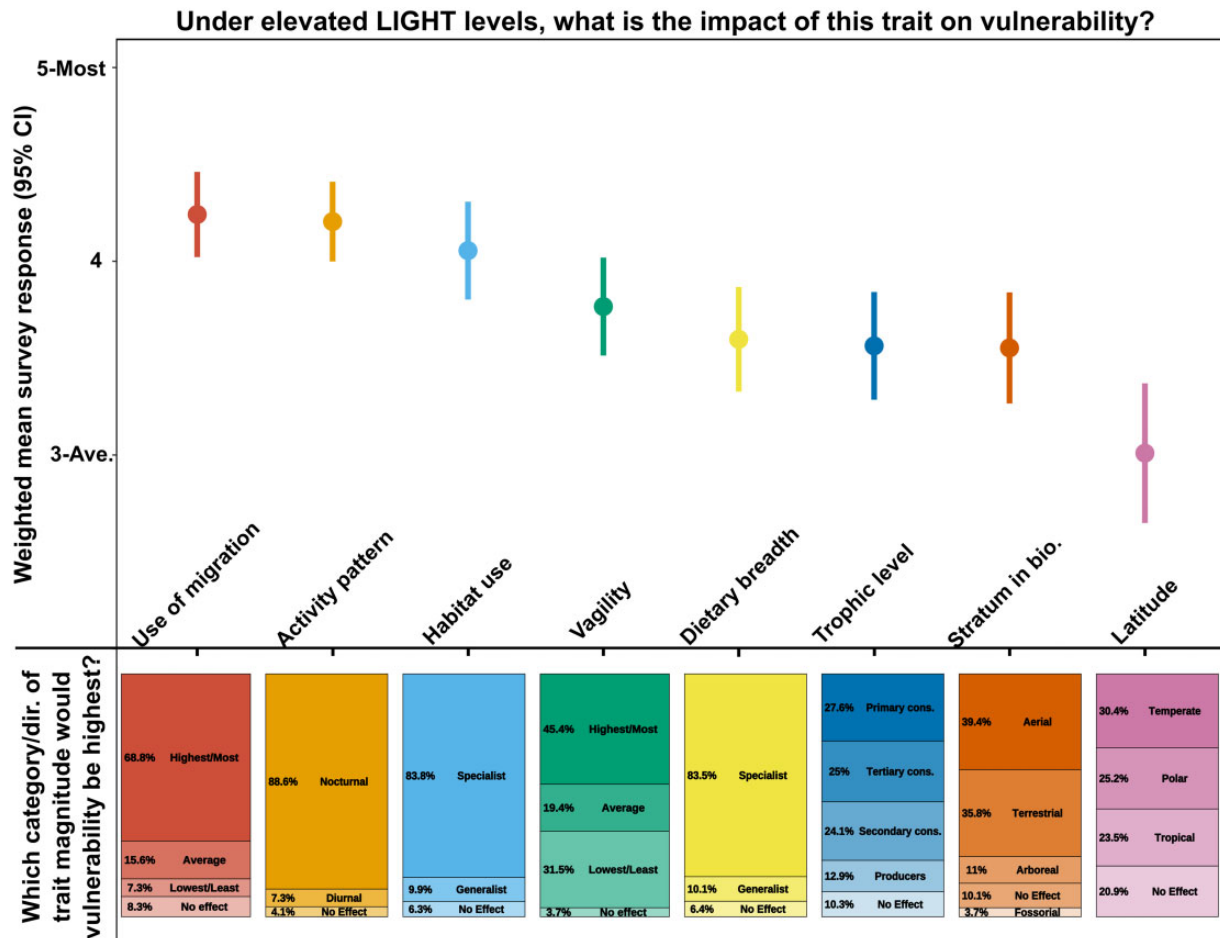 Under elevated LIGHT levels, what is the impact of this trait on vulnerability?
Weighted mean survey response (95% CI)
5-Most
4
3-Ave.
Use of migration
Activity pattern
Habitat use
Vagility
Dietary breadth
Trophic level
Stratum in bio.
Latitude
Which category/dir. of
trait magnitude would
vulnerability be highest?
68.8% Highest/Most
15.6% Average
7.3% Lowest/Least
8.3% No effect
88.6% Nocturnal
7.3% Diurnal
4.1% No Effect
83.8% Specialist
9.9% Generalist
6.3% No Effect
45.4% Highest/Most
19.4% Average
31.5% Lowest/Least
3.7% No effect
83.5% Specialist
10.1% Generalist
6.4% No Effect
27.6% Primary cons.
25% Tertiary cons.
24.1% Secondary cons.
12.9% Producers
10.3% No Effect
39.4% Aerial
35.8% Terrestrial
11% Arboreal
10.1% No Effect
3.7% Fossorial
30.4% Temperate
25.2% Polar
23.5% Tropical
20.9% No Effect